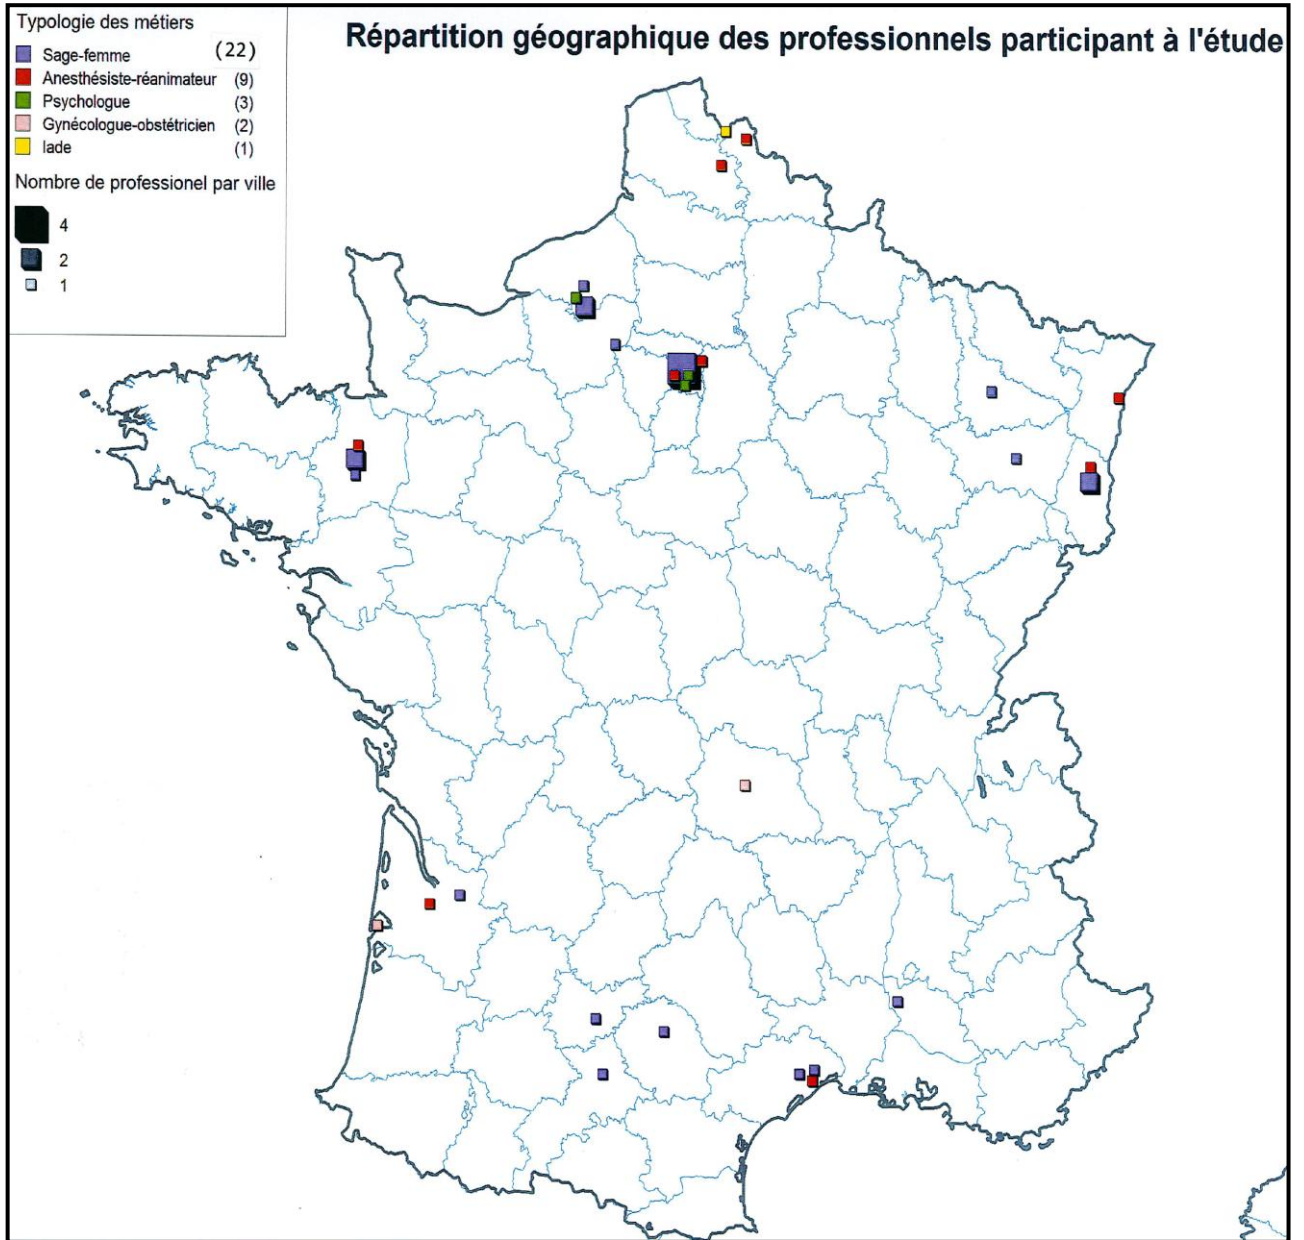 Typologie des métiers
Répartition géographique des professionnels participant à l'étude
Sage-femme (22)
Anesthésiste-réanimateur (9)
Psychologue (3)
Gynécologue-obstétricien (2)
Iade (1)
Nombre de professionel par ville
4
2
1